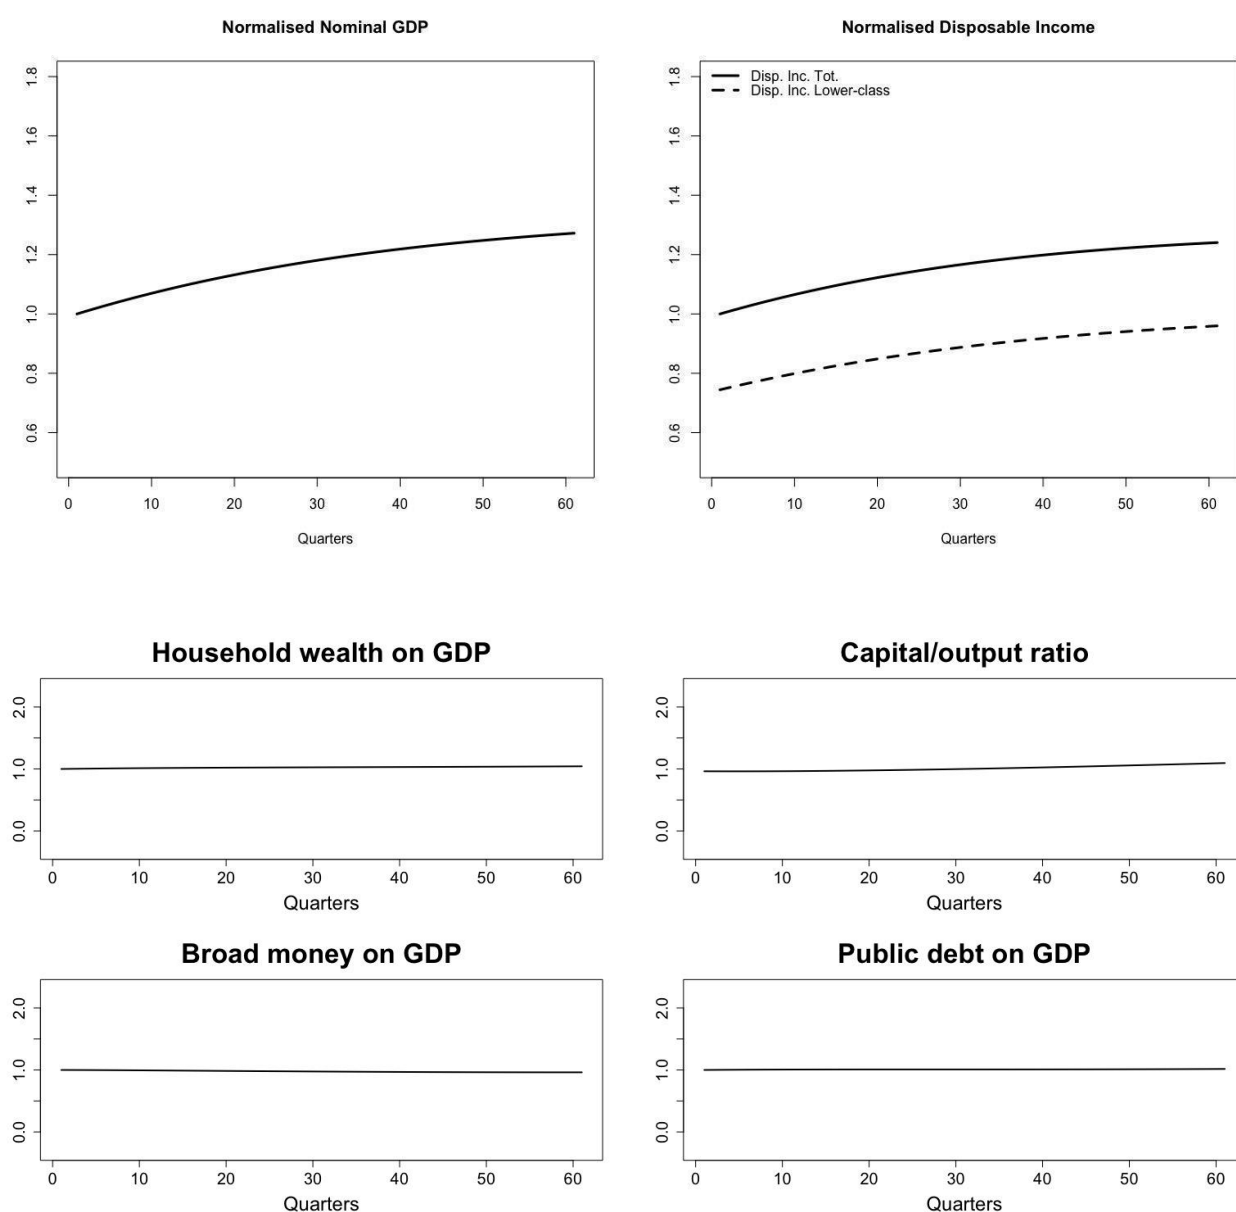 Normalised Nominal GDP
1.8
1.6
1.4
1.2
1.0
0.8
0.6
0 10 20 30 40 50 60
Quarters
Normalised Disposable Income
Disp. Inc. Tot.
Disp. Inc. Lower-class
1.8
1.6
1.4
1.2
1.0
0.8
0.6
0 10 20 30 40 50 60
Quarters
Household wealth on GDP
2.0
1.0
0.0
0 10 20 30 40 50 60
Quarters
Capital/output ratio
2.0
1.0
0.0
0 10 20 30 40 50 60
Quarters
Broad money on GDP
2.0
1.0
0.0
0 10 20 30 40 50 60
Quarters
Public debt on GDP
2.0
1.0
0.0
0 10 20 30 40 50 60
Quarters